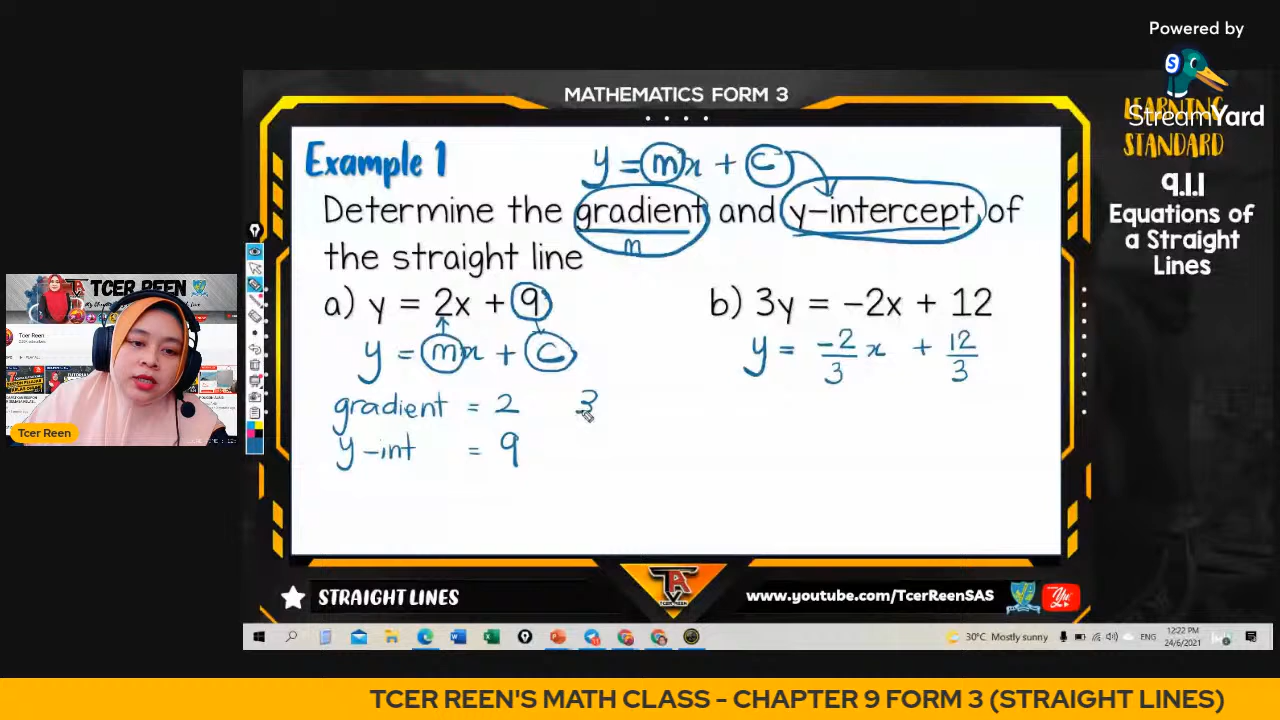 Powered by
StreamYard
LEARNING
STANDARD
9.1.1
Equations of
a Straight
Lines
MATHEMATICS FORM 3
Example 1
y = mx + c
Determine the gradient and y-intercept of
m
the straight line
a) y = 2x + 9
y = mx + c
gradient = 2
3
y-int = 9
b) 3y = -2x + 12
y = -2/3 x + 12/3
TCER REEN
Tcer Reen
STRAIGHT LINES
TCER REEN
www.youtube.com/TcerReenSAS
30°C Mostly sunny
ENG
12:22 PM
24/6/2021
TCER REEN'S MATH CLASS - CHAPTER 9 FORM 3 (STRAIGHT LINES)